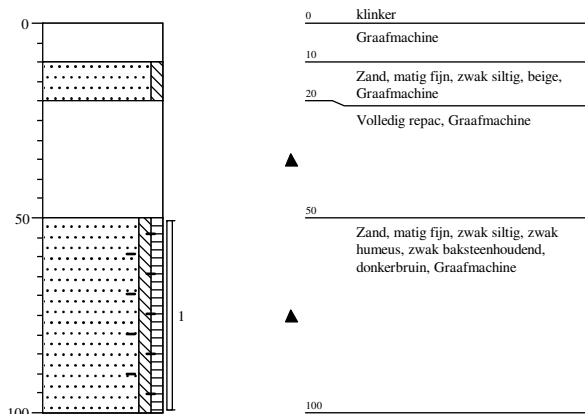 0
50
100
1
0 klinker
Graafmachine
10
Zand, matig fijn, zwak siltig, beige,
Graafmachine
20
Volledig repac, Graafmachine
50
Zand, matig fijn, zwak siltig, zwak
humeus, zwak baksteenhoudend,
donkerbruin, Graafmachine
100